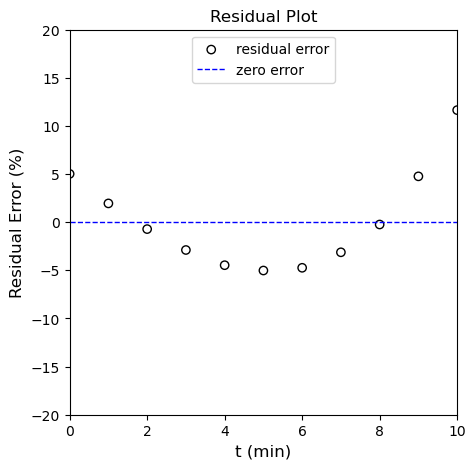 Residual Plot
residual error
zero error
20
15
10
5
0
−5
−10
−15
−20
Residual Error (%)
0 2 4 6 8 10
t (min)